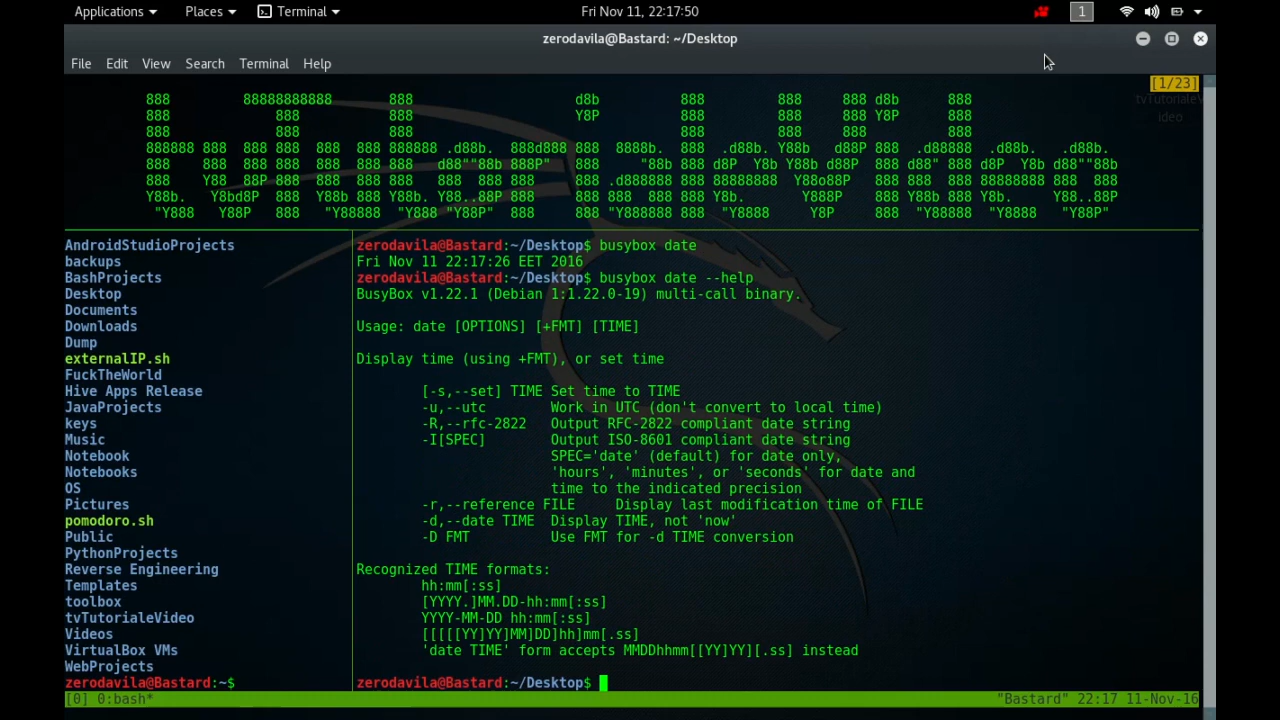 Applications Places Terminal Fri Nov 11, 22:17:50 1
zerodavila@Bastard: ~/Desktop
File Edit View Search Terminal Help
[1/23]
tvTutorialeVideo
tvTutorialeV
ideo
AndroidStudioProjects
backups
BashProjects
Desktop
Documents
Downloads
Dump
externalIP.sh
FuckTheWorld
Hive Apps Release
JavaProjects
keys
Music
Notebook
Notebooks
OS
Pictures
pomodoro.sh
Public
PythonProjects
Reverse Engineering
Templates
toolbox
tvTutorialeVideo
Videos
VirtualBox VMs
WebProjects
zerodavila@Bastard:~$
zerodavila@Bastard:~/Desktop$ busybox date
Fri Nov 11 22:17:26 EET 2016
zerodavila@Bastard:~/Desktop$ busybox date --help
BusyBox v1.22.1 (Debian 1:1.22.0-19) multi-call binary.
Usage: date [OPTIONS] [+FMT] [TIME]
Display time (using +FMT), or set time
[-s,--set] TIME Set time to TIME
-u,--utc Work in UTC (don't convert to local time)
-R,--rfc-2822 Output RFC-2822 compliant date string
-I[SPEC] Output ISO-8601 compliant date string
SPEC='date' (default) for date only,
'hours', 'minutes', or 'seconds' for date and
time to the indicated precision
-r,--reference FILE Display last modification time of FILE
-d,--date TIME Display TIME, not 'now'
-D FMT Use FMT for -d TIME conversion
Recognized TIME formats:
hh:mm[:ss]
[YYYY.]MM.DD-hh:mm[:ss]
YYYY-MM-DD hh:mm[:ss]
[[[[[YY]YY]MM]DD]hh]mm[.ss]
'date TIME' form accepts MMDDhhmm[[YY]YY][.ss] instead
zerodavila@Bastard:~/Desktop$
[0] 0:bash* "Bastard" 22:17 11-Nov-16